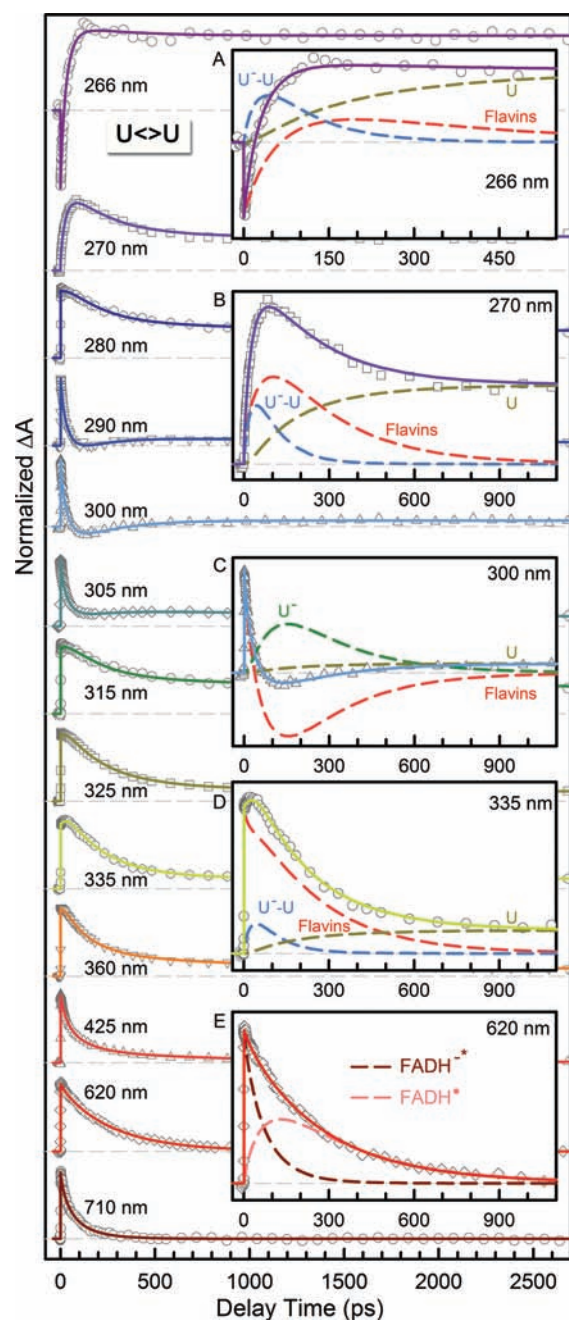 266 nm
U<>U
270 nm
280 nm
290 nm
300 nm
305 nm
315 nm
325 nm
335 nm
360 nm
425 nm
620 nm
710 nm
A
U⁻-U
U
Flavins
266 nm
0 150 300 450
B
270 nm
Flavins
U
U⁻-U
0 300 600 900
C
300 nm
U⁻
U
Flavins
0 300 600 900
D
335 nm
U⁻-U
Flavins
U
0 300 600 900
E
620 nm
FADH⁻*
FADH*
0 300 600 900
0 500 1000 1500 2000 2500
Delay Time (ps)
Normalized ΔA